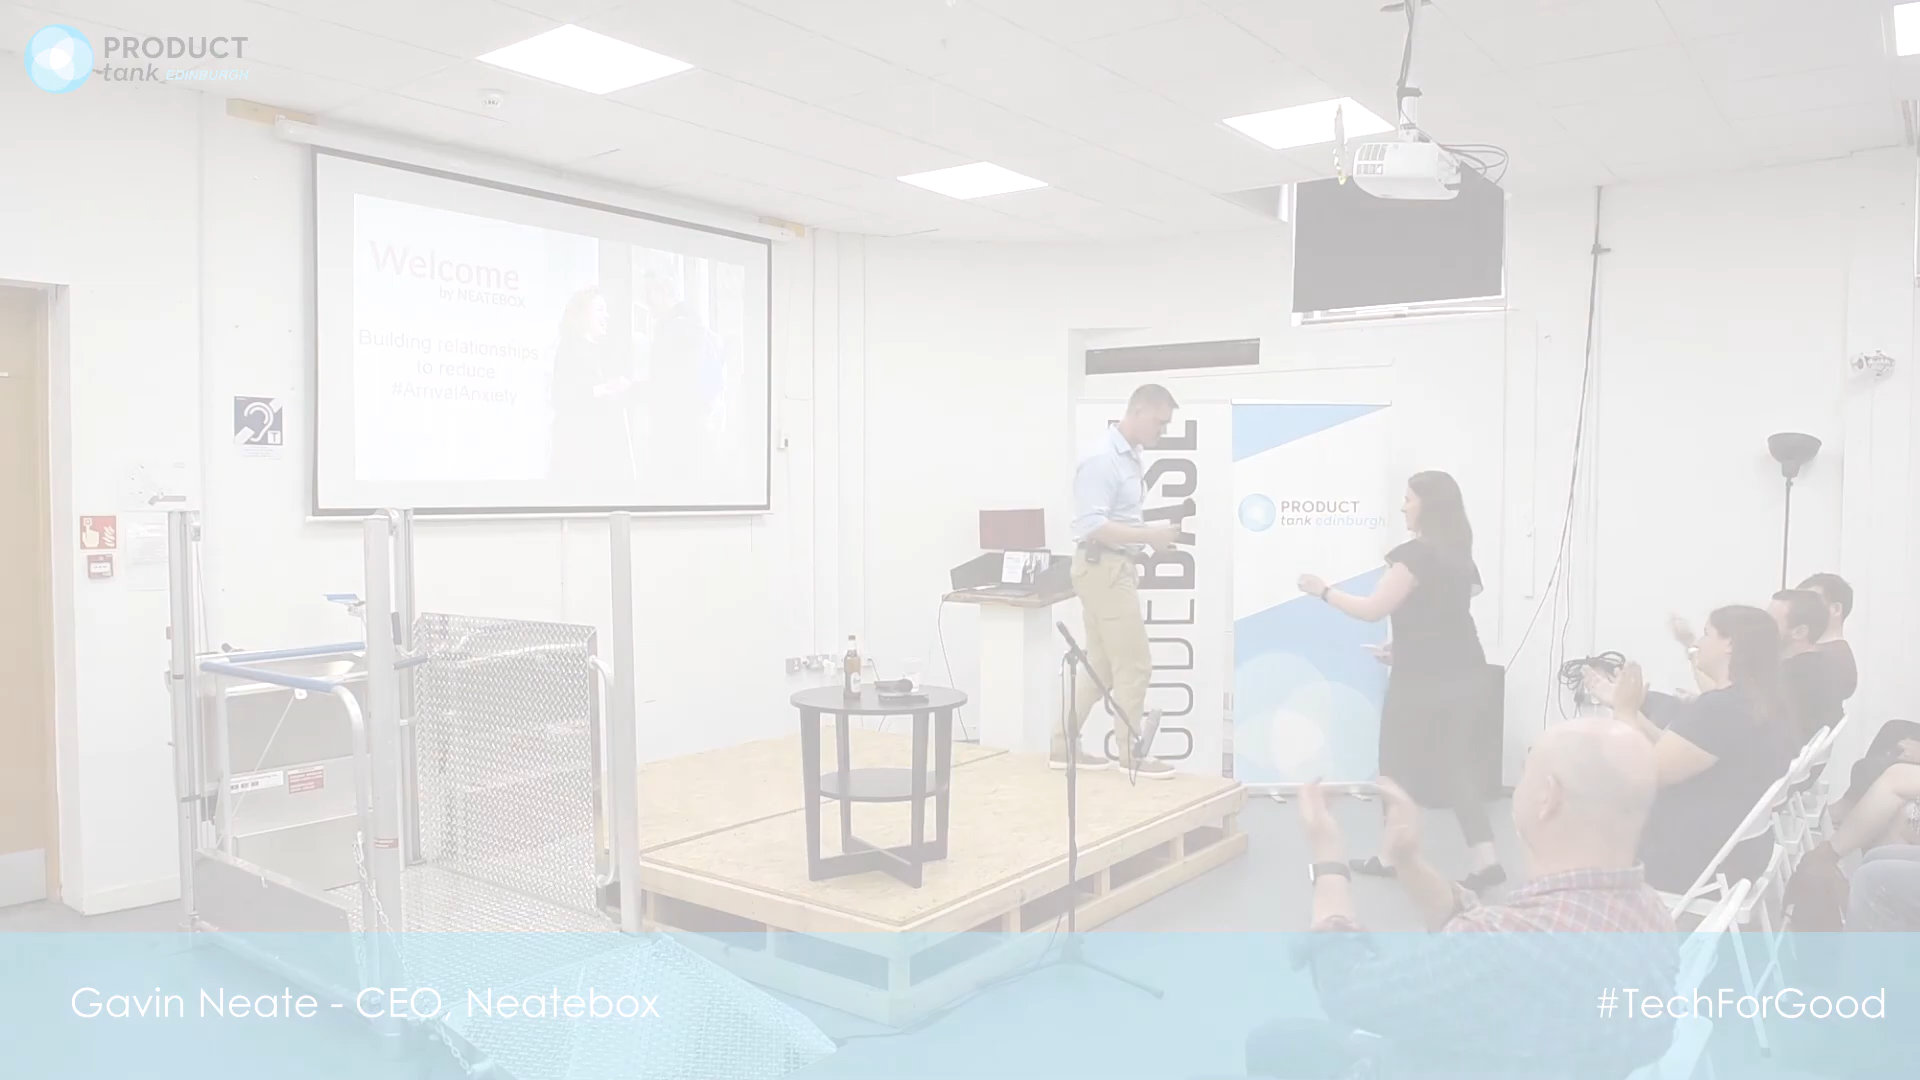 PRODUCT
tank EDINBURGH
Welcome
by NEATEBOX
Building relationships
to reduce
#ArrivalAnxiety
T
CODEBASE
PRODUCT
tank edinburgh
Gavin Neate - CEO, Neatebox
#TechForGood